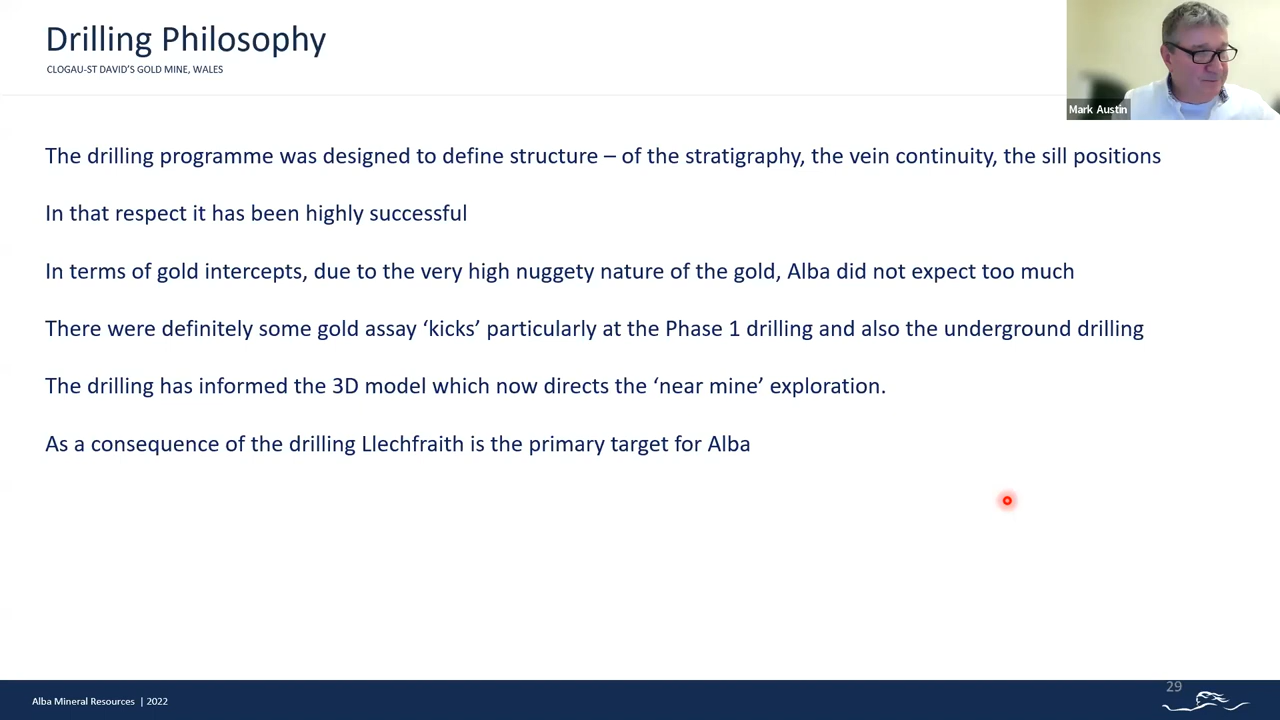 Drilling Philosophy
CLOGAU-ST DAVID'S GOLD MINE, WALES
Mark Austin
The drilling programme was designed to define structure – of the stratigraphy, the vein continuity, the sill positions
In that respect it has been highly successful
In terms of gold intercepts, due to the very high nuggety nature of the gold, Alba did not expect too much
There were definitely some gold assay ‘kicks’ particularly at the Phase 1 drilling and also the underground drilling
The drilling has informed the 3D model which now directs the ‘near mine’ exploration.
As a consequence of the drilling Llechfraith is the primary target for Alba
Alba Mineral Resources | 2022
29